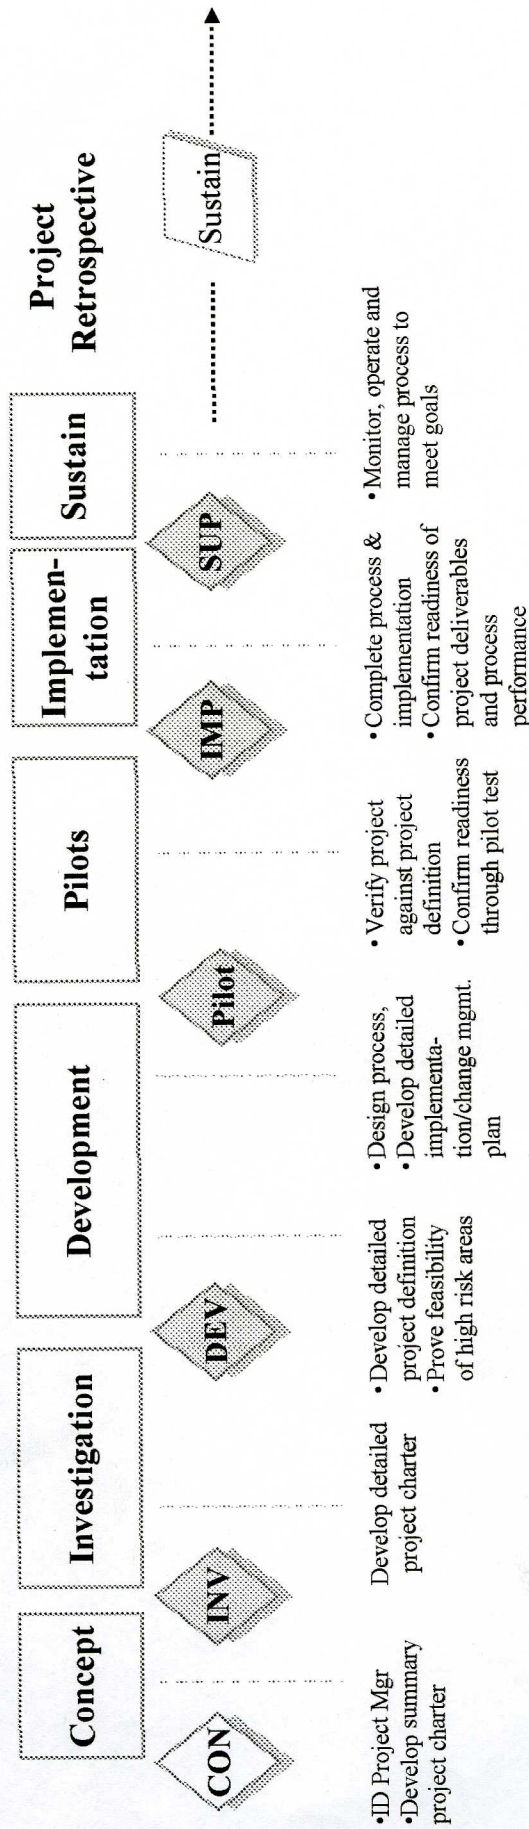 Concept
Investigation
Development
Pilots
Implemen-
tation
Sustain
Project
Retrospective
CON
INV
DEV
Pilot
IMP
SUP
Sustain
•ID Project Mgr
•Develop summary
project charter
Develop detailed
project charter
• Develop detailed
project definition
• Prove feasibility
of high risk areas
• Design process,
• Develop detailed
implementa-
tion/change mgmt.
plan
• Verify project
against project
definition
• Confirm readiness
through pilot test
• Complete process &
implementation
• Confirm readiness of
project deliverables
and process
performance
• Monitor, operate and
manage process to
meet goals